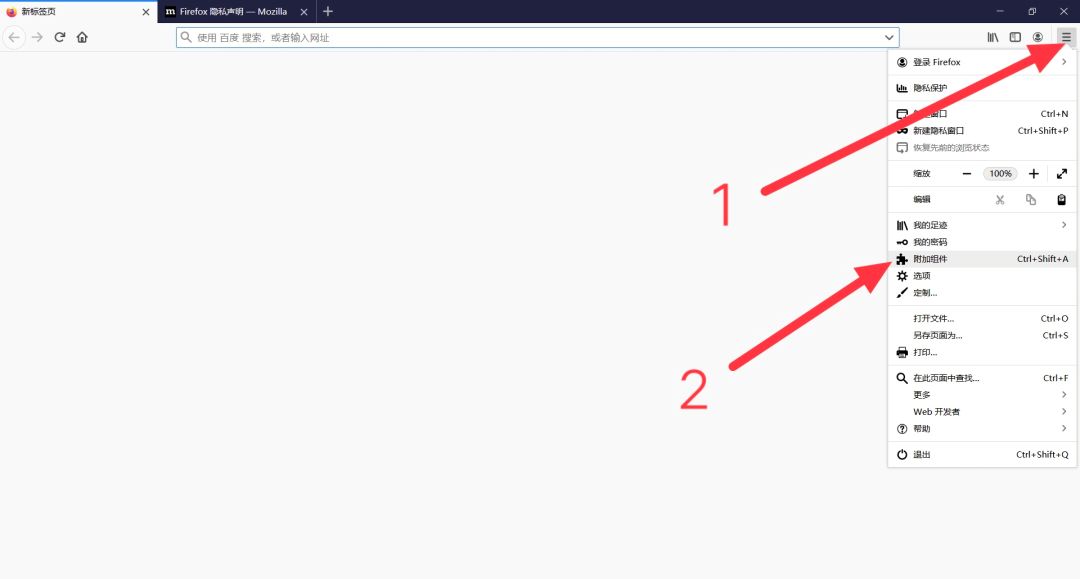 新标签页
m Firefox 隐私声明 — Mozilla
使用 百度 搜索，或者输入网址
登录 Firefox
隐私保护
窗口 Ctrl+N
新建隐私窗口 Ctrl+Shift+P
恢复先前的浏览状态
缩放 100%
编辑
我的足迹
我的密码
附加组件 Ctrl+Shift+A
选项
定制...
打开文件... Ctrl+O
另存页面为... Ctrl+S
打印...
在此页面中查找... Ctrl+F
更多
Web 开发者
帮助
退出 Ctrl+Shift+Q
1
2